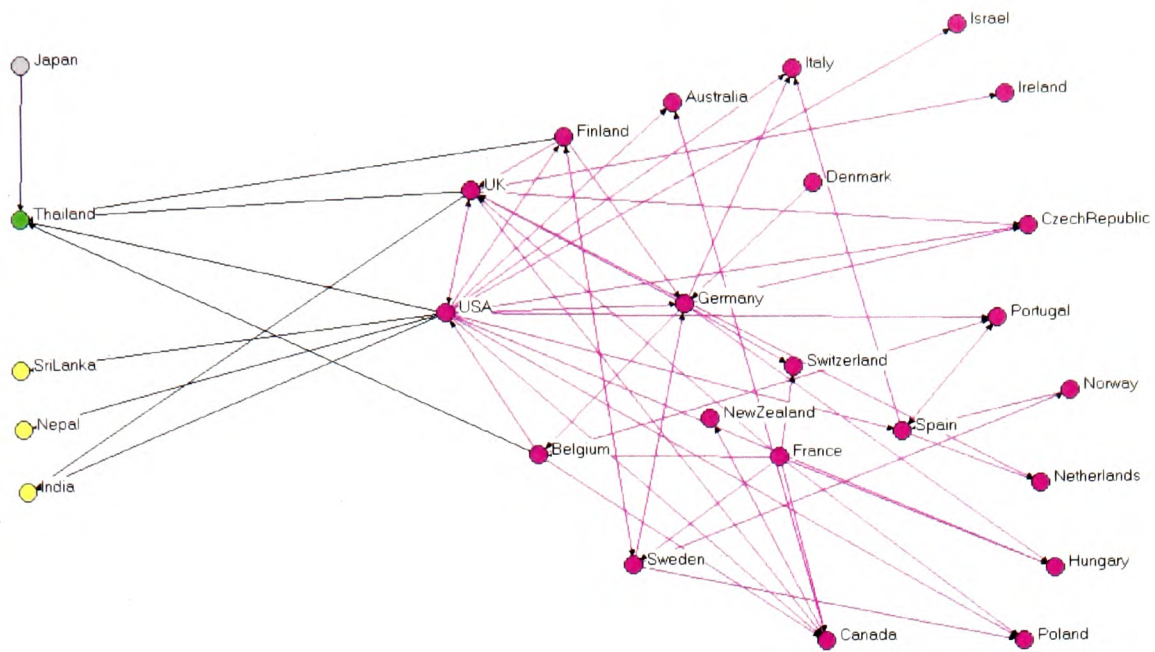 Israel
Japan
Italy
Ireland
Australia
Finland
UK
Denmark
Thailand
CzechRepublic
USA
Germany
Portugal
SriLanka
Switzerland
Norway
NewZealand
Nepal
Spain
Belgium
France
Netherlands
India
Sweden
Hungary
Canada
Poland